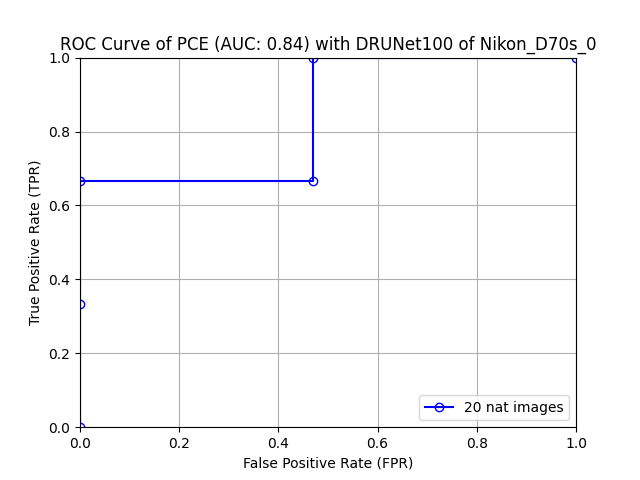 ROC Curve of PCE (AUC: 0.84) with DRUNet100 of Nikon_D70s_0
1.0
0.8
0.6
0.4
0.2
0.0
True Positive Rate (TPR)
20 nat images
0.0 0.2 0.4 0.6 0.8 1.0
False Positive Rate (FPR)